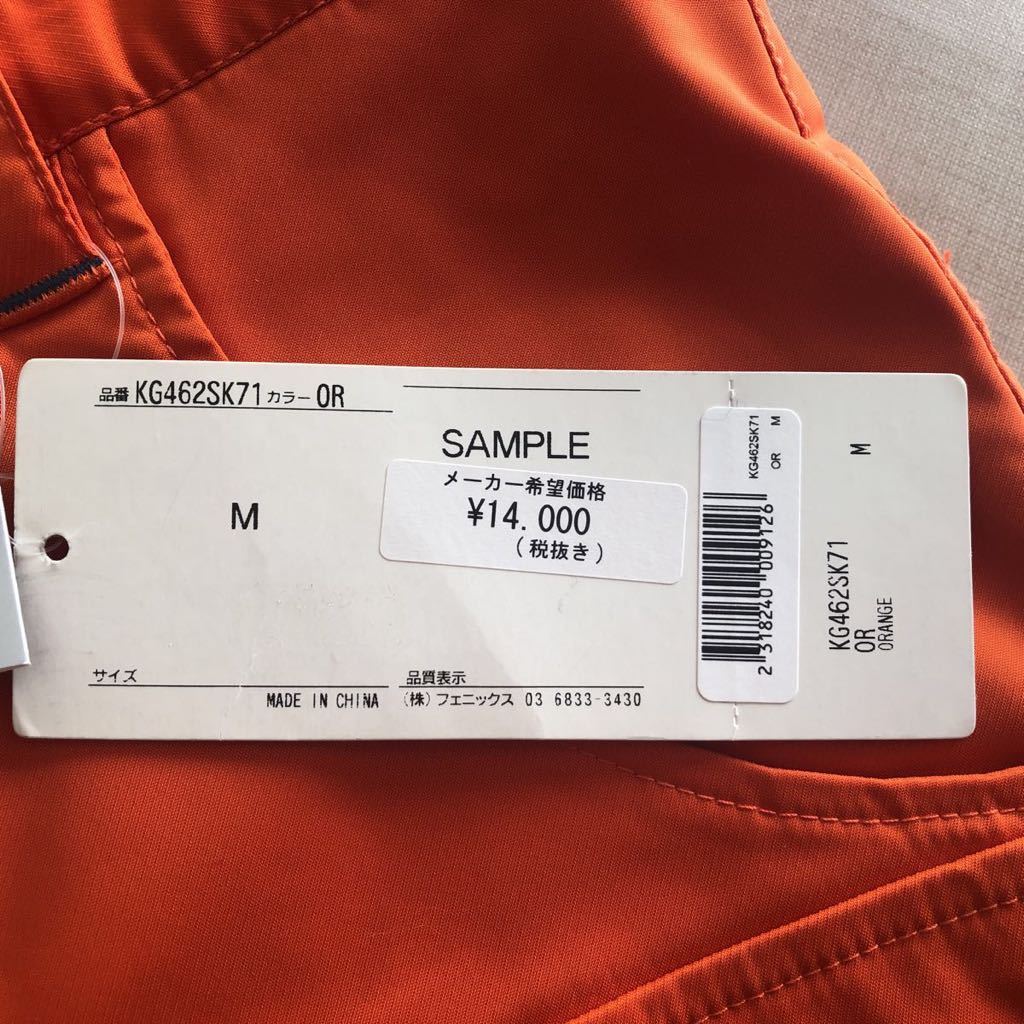 品番 KG462SK71 カラー OR
SAMPLE
M
メーカー希望価格
¥14.000
(税抜き)
サイズ
品質表示
MADE IN CHINA
(株)フェニックス 03 6833-3430
KG462SK71
OR M
2 318240 009126
M
KG462SK71
OR
ORANGE